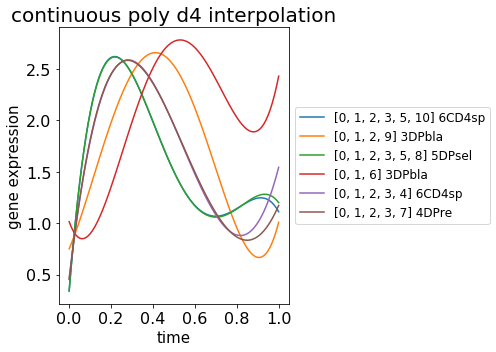 continuous poly d4 interpolation
gene expression
2.5
2.0
1.5
1.0
0.5
0.0 0.2 0.4 0.6 0.8 1.0
time
[0, 1, 2, 3, 5, 10] 6CD4sp
[0, 1, 2, 9] 3DPbla
[0, 1, 2, 3, 5, 8] 5DPsel
[0, 1, 6] 3DPbla
[0, 1, 2, 3, 4] 6CD4sp
[0, 1, 2, 3, 7] 4DPre